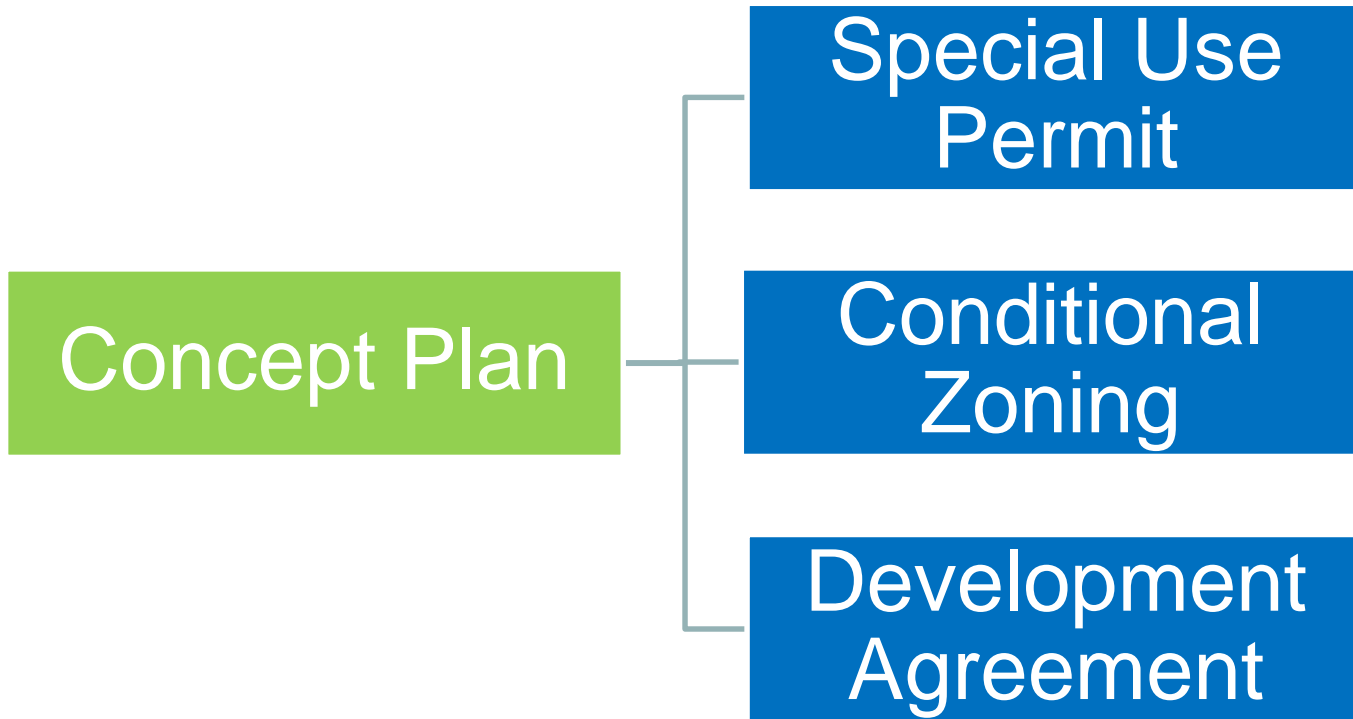 Concept Plan
Special Use
Permit
Conditional
Zoning
Development
Agreement